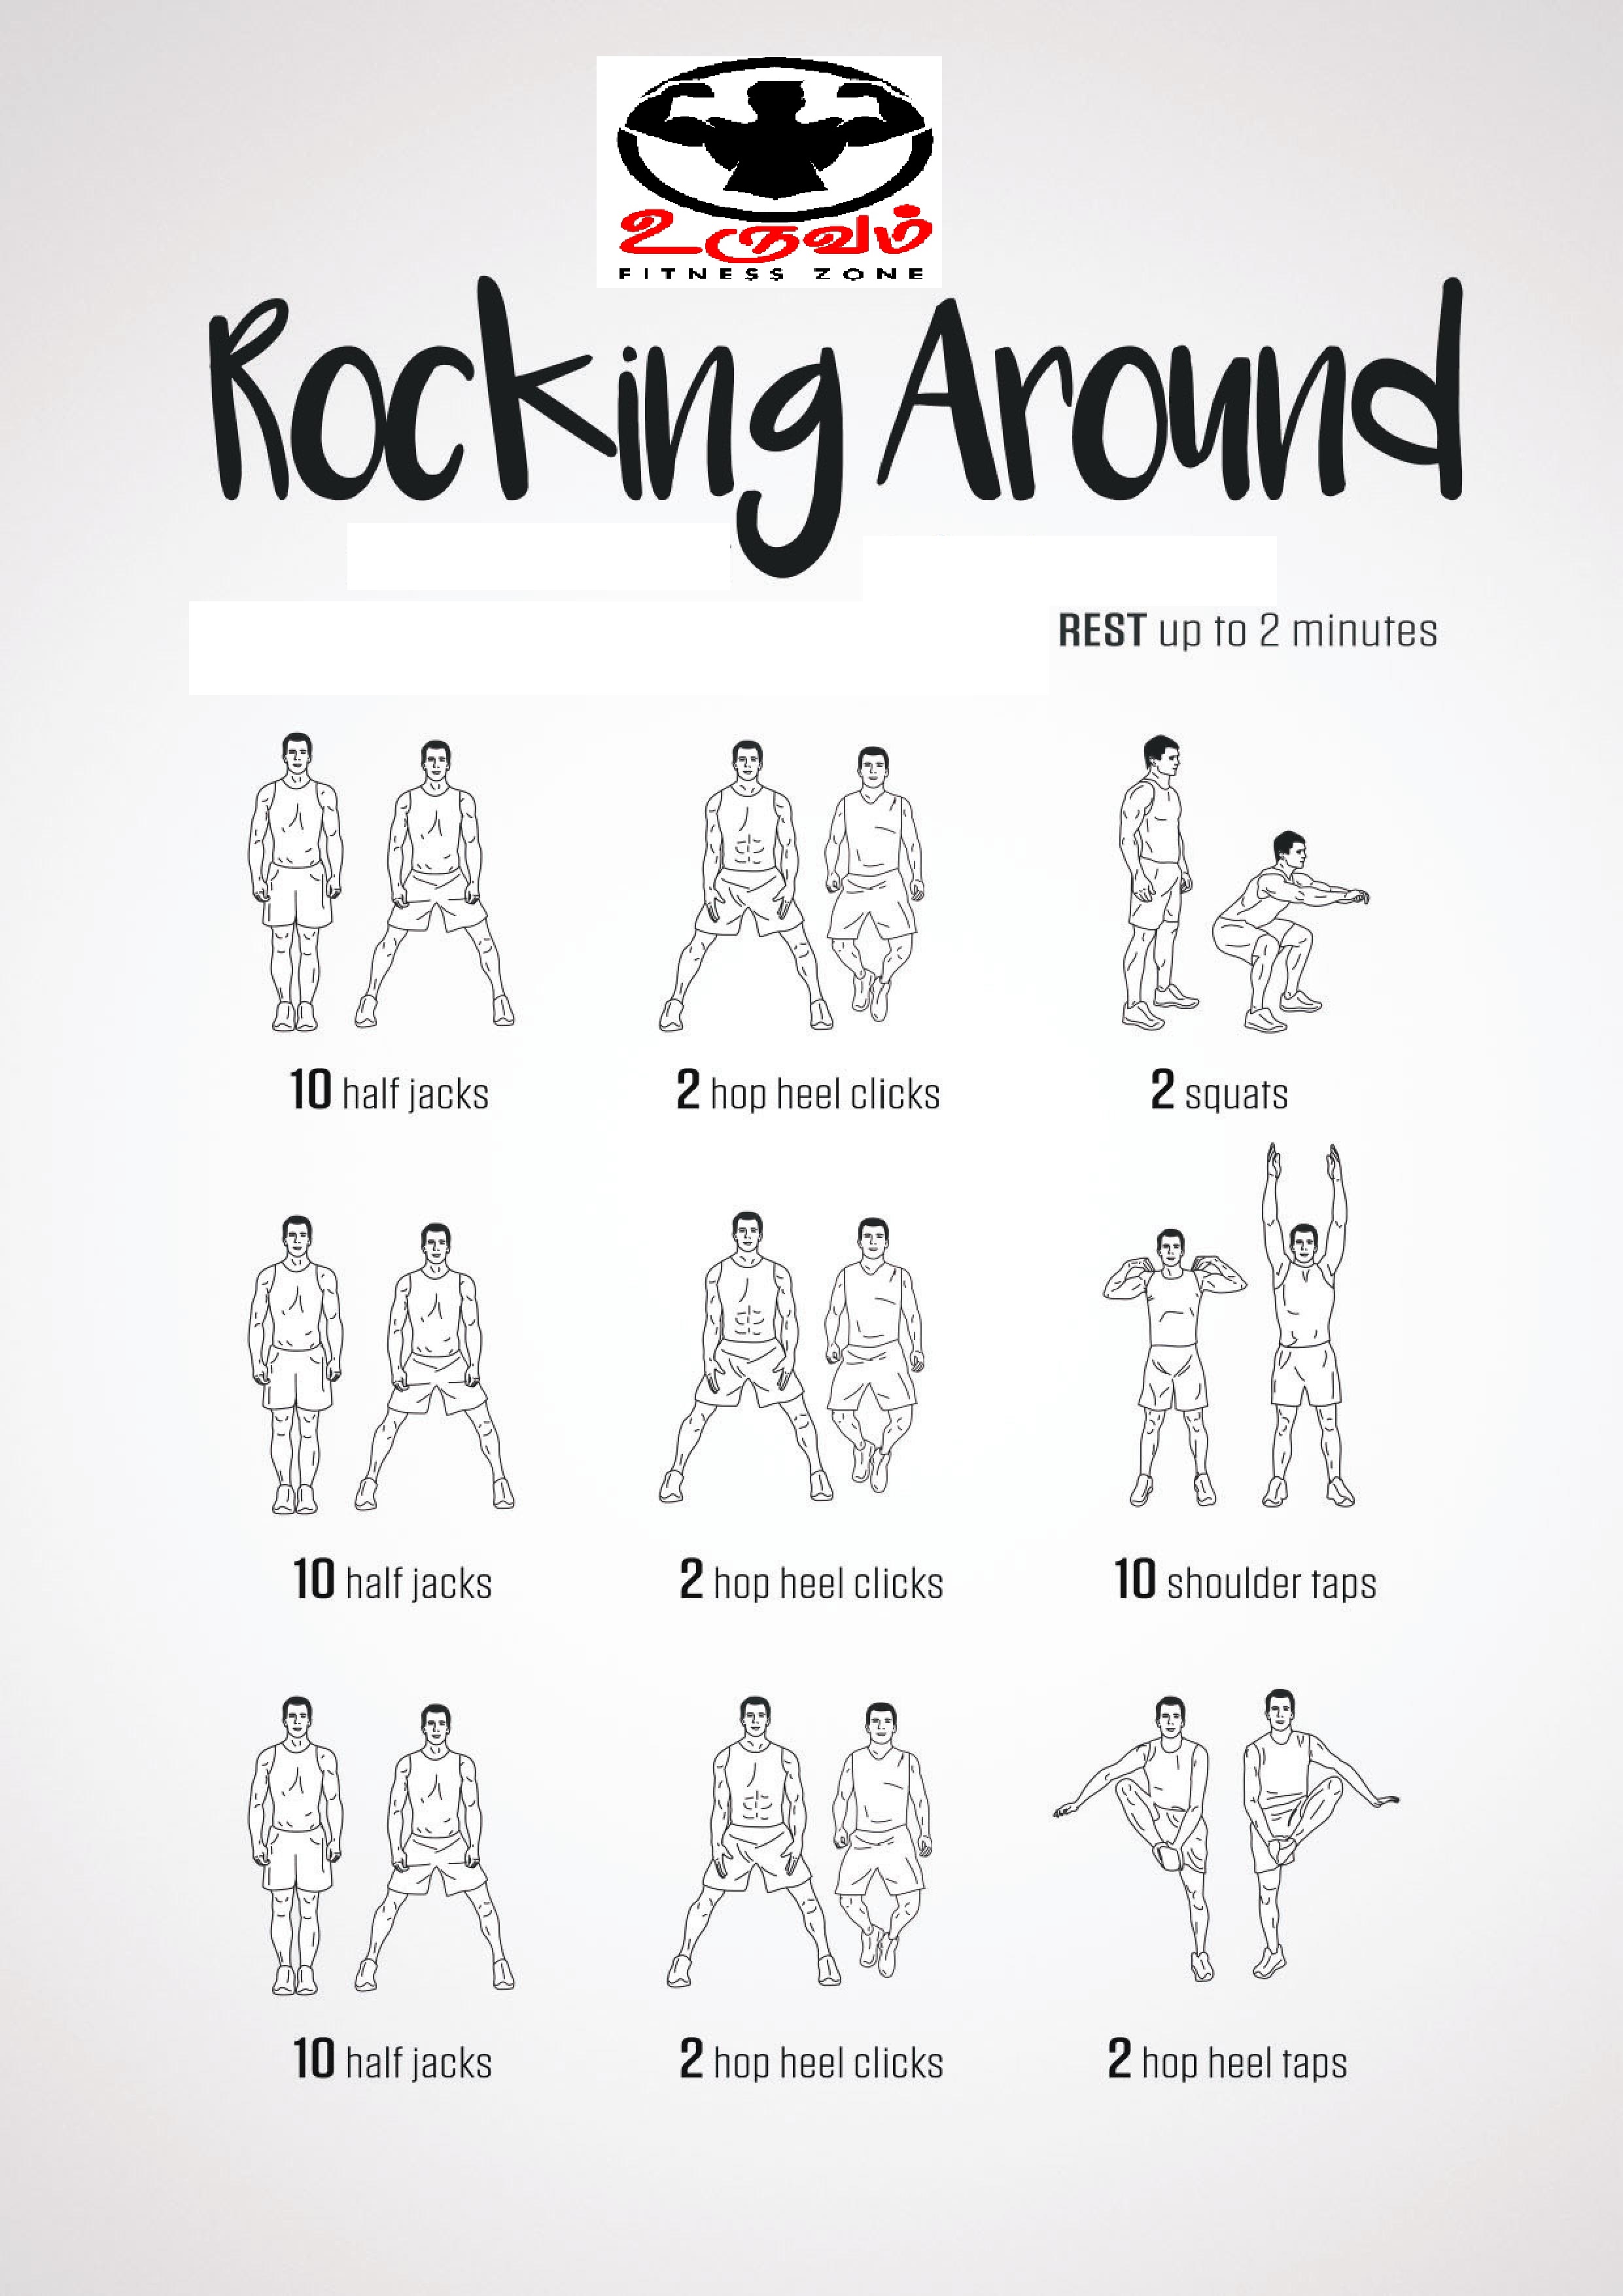 உருவம்
FITNESS ZONE
Rocking Around
REST up to 2 minutes
10 half jacks
2 hop heel clicks
2 squats
10 half jacks
2 hop heel clicks
10 shoulder taps
10 half jacks
2 hop heel clicks
2 hop heel taps